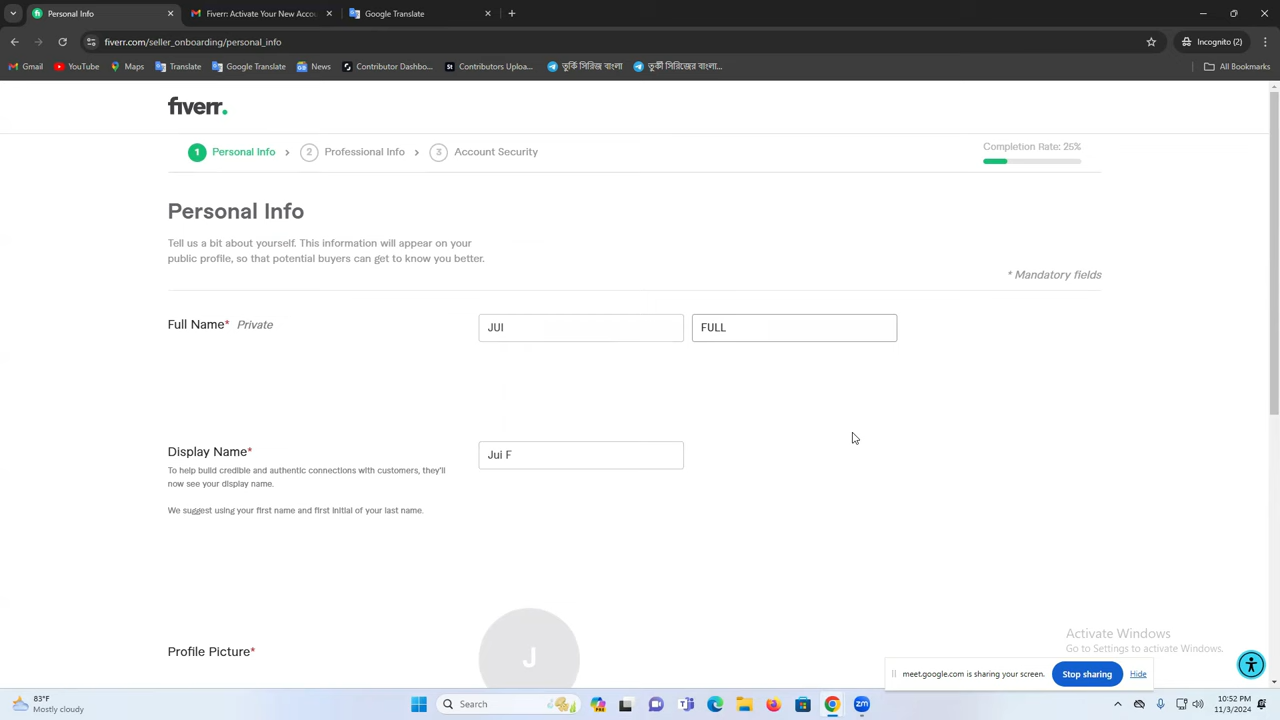 Personal Info
Fiverr: Your New Acco
Google Translate
fiverr.com/seller_onboarding/personal_info
Incognito (2)
Gmail
YouTube
Maps
Translate
Google Translate
News
Contributor Dashbo...
Contributors Uploa...
তুর্কি সিরিজ বাংলা
তুর্কী সিরিজের বাংলা...
All Bookmarks
fiverr.
1 Personal Info
2 Professional Info
3 Account Security
Completion Rate: 25%
Personal Info
Tell us a bit about yourself. This information will appear on your
public profile, so that potential buyers can get to know you better.
* Mandatory fields
Full Name* Private
JUI
FULL
Display Name*
Jui F
To help build credible and authentic connections with customers, they'll
now see your display name.
We suggest using your first name and first initial of your last name.
Profile Picture*
J
Activate Windows
Go to Settings to activate Windows.
meet.google.com is sharing your screen.
Stop sharing
Hide
83°F
Mostly cloudy
Search
zm
10:52 PM
11/3/2024